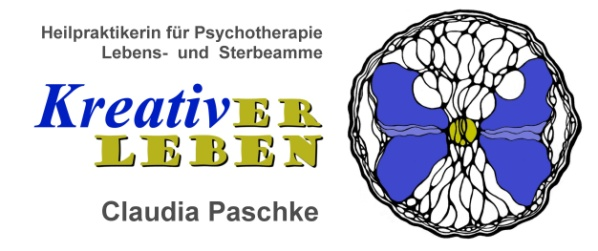 Heilpraktikerin für Psychotherapie
Lebens- und Sterbeamme
KreativER
LEBEN
Claudia Paschke